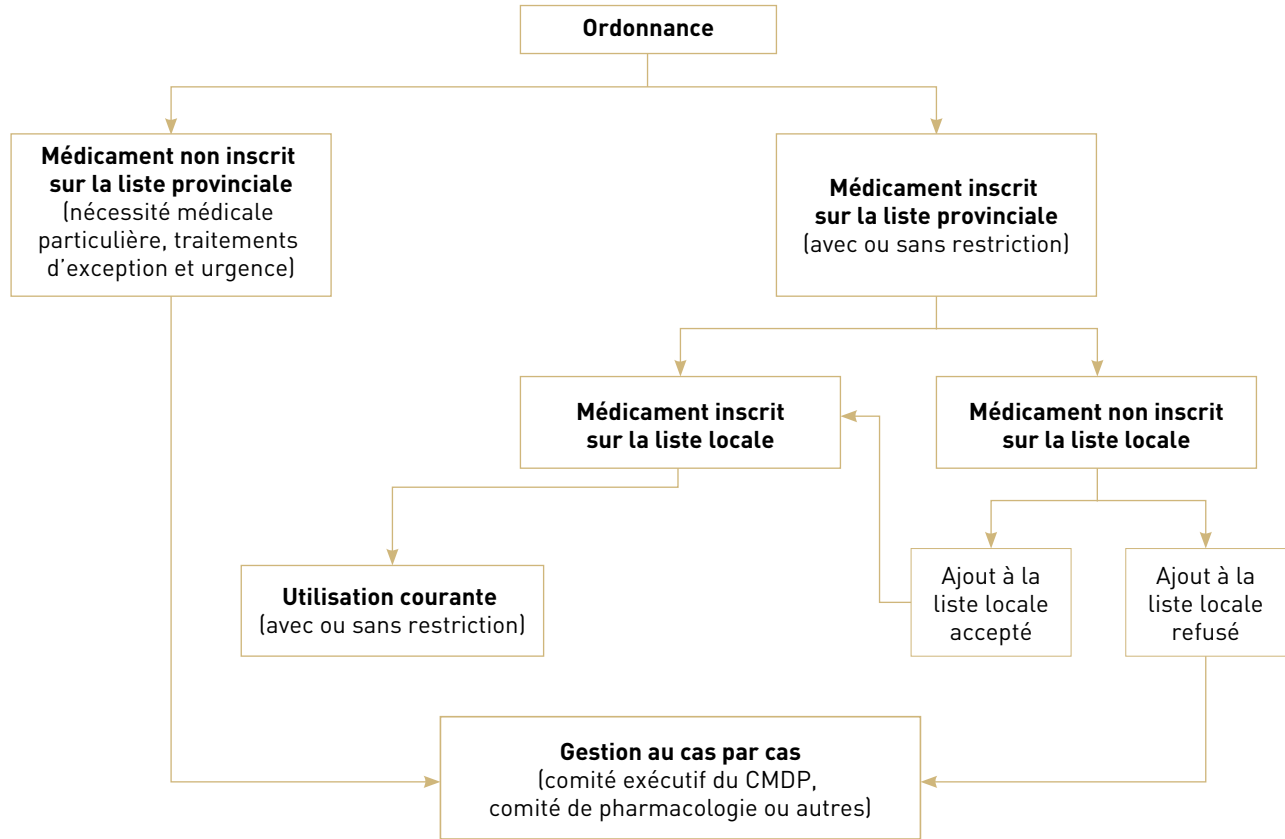 Ordonnance
Médicament non inscrit
sur la liste provinciale
(nécessité médicale
particulière, traitements
d'exception et urgence)
Médicament inscrit
sur la liste provinciale
(avec ou sans restriction)
Médicament inscrit
sur la liste locale
Médicament non inscrit
sur la liste locale
Utilisation courante
(avec ou sans restriction)
Ajout à la
liste locale
accepté
Ajout à la
liste locale
refusé
Gestion au cas par cas
(comité exécutif du CMDP,
comité de pharmacologie ou autres)